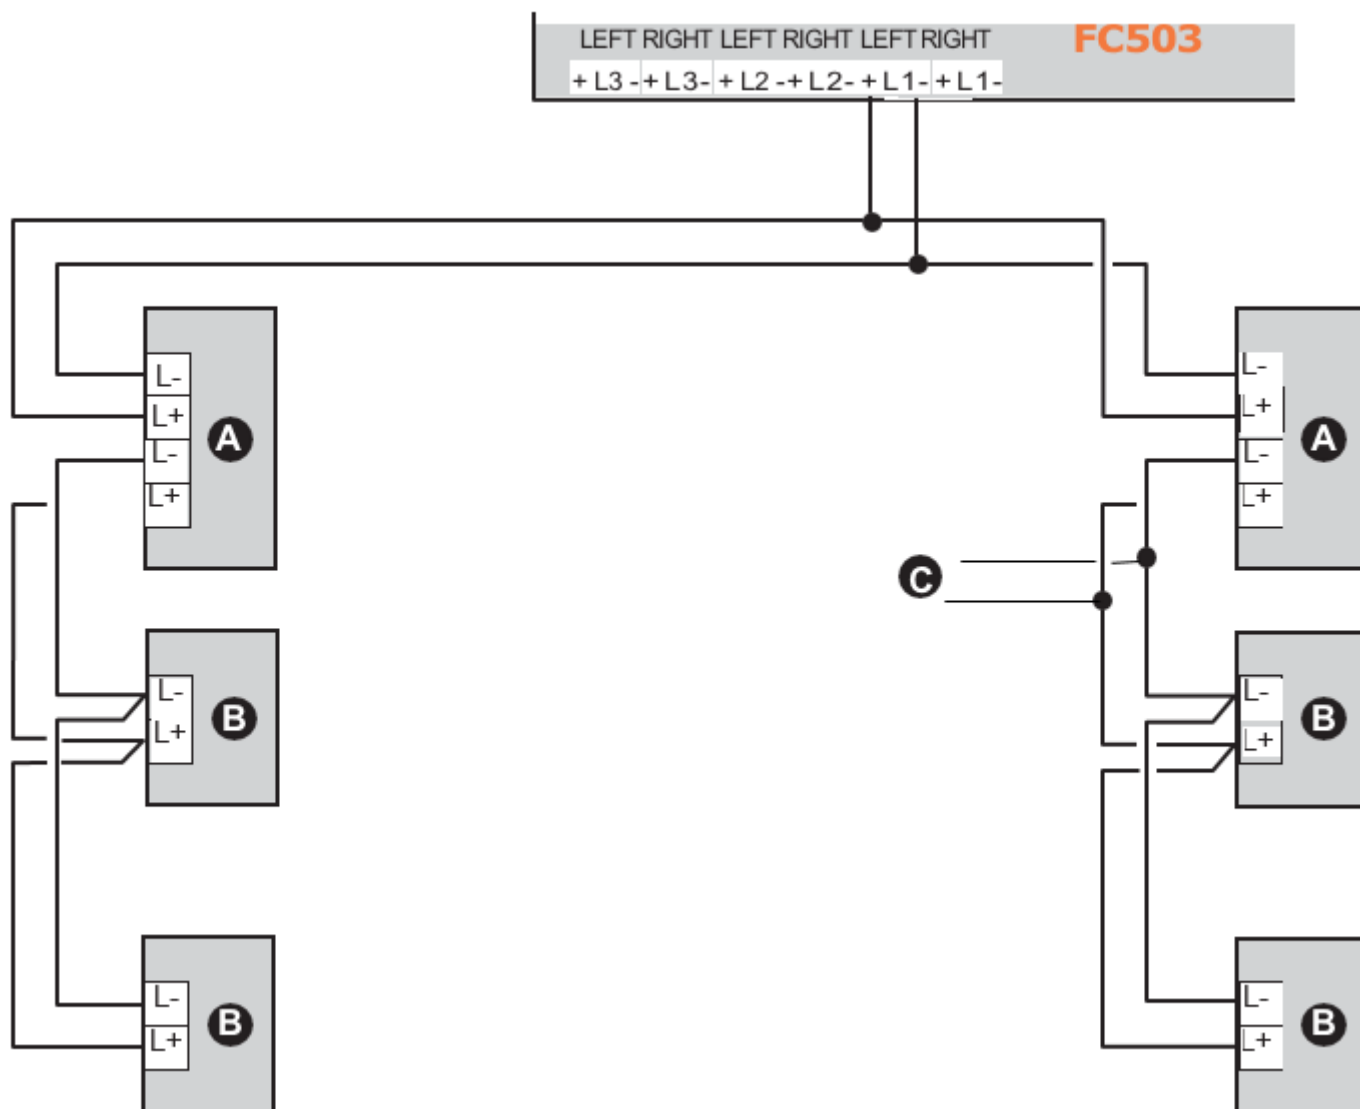 LEFT RIGHT LEFT RIGHT LEFT RIGHT FC503
+ L3 - + L3- + L2 - + L2- + L1- + L1-
L- L-
L+ L+
A A
L- L-
L+ L+
C
L- L-
B B
L+ L+
L- L-
B B
L+ L+